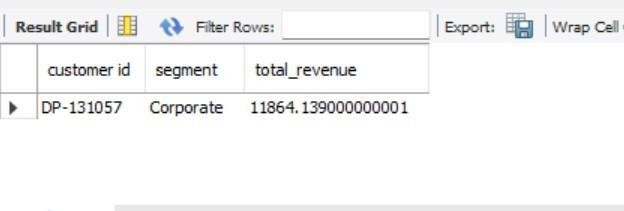 Result Grid Filter Rows: Export: Wrap Cell
customer id segment total_revenue
DP-131057 Corporate 11864.139000000001